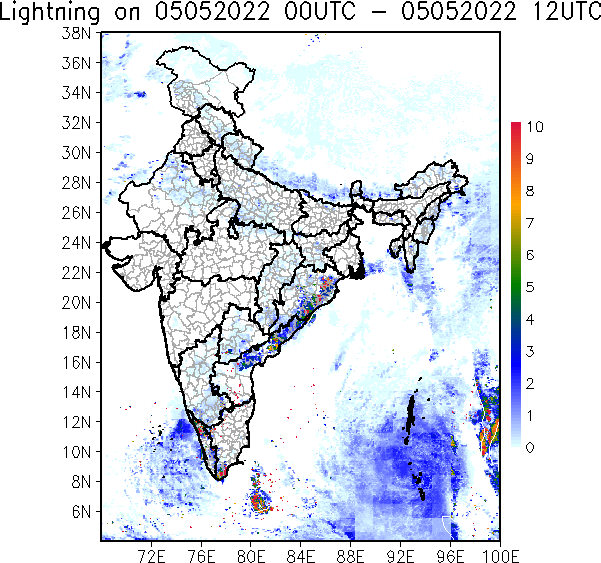 Lightning on 05052022 00UTC – 05052022 12UTC
38N
36N
34N
32N
30N
28N
26N
24N
22N
20N
18N
16N
14N
12N
10N
8N
6N
72E 76E 80E 84E 88E 92E 96E 100E
10
9
8
7
6
5
4
3
2
1
0